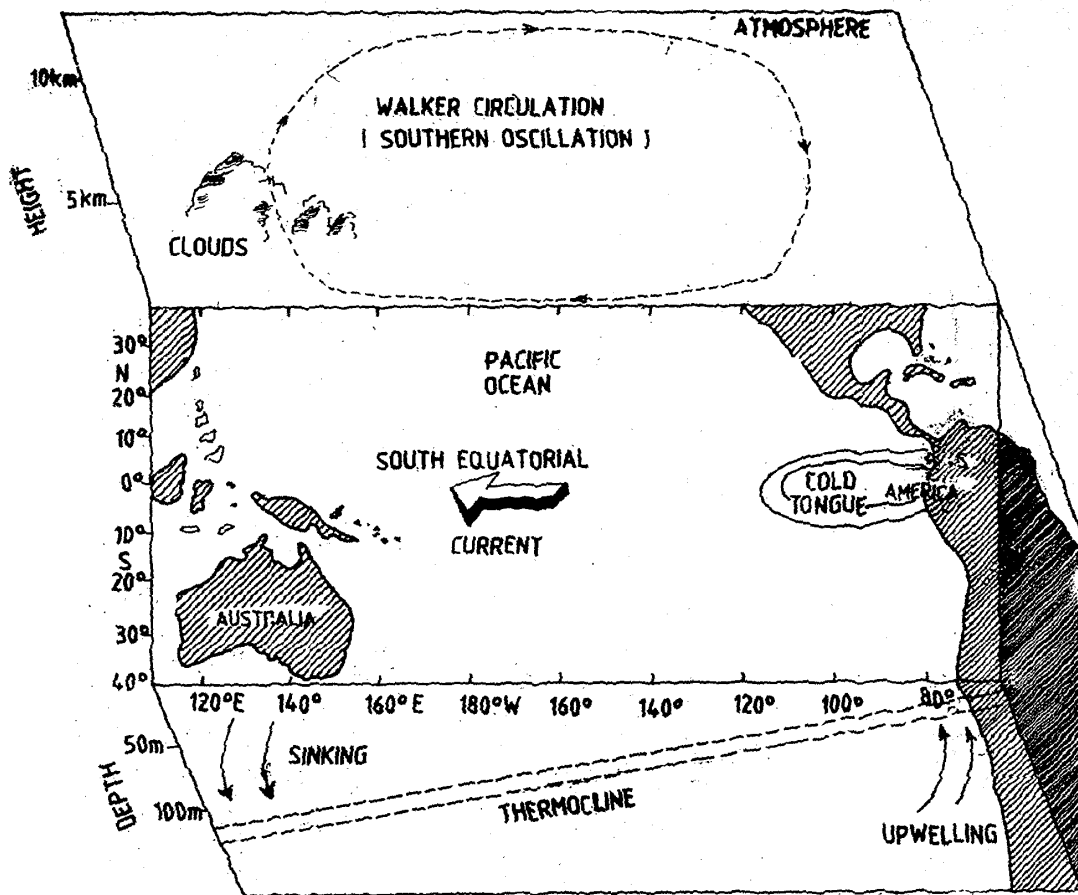 ATMOSPHERE
10km
WALKER CIRCULATION
( SOUTHERN OSCILLATION )
HEIGHT
5km
CLOUDS
30°
N
20°
10°
0°
10°
S
20°
30°
40°
PACIFIC
OCEAN
SOUTH EQUATORIAL
CURRENT
COLD
TONGUE
AMERICA
AUSTRALIA
120°E 140° 160°E 180°W 160° 140° 120° 100° 80°
50m
SINKING
DEPTH
100m
THERMOCLINE
UPWELLING